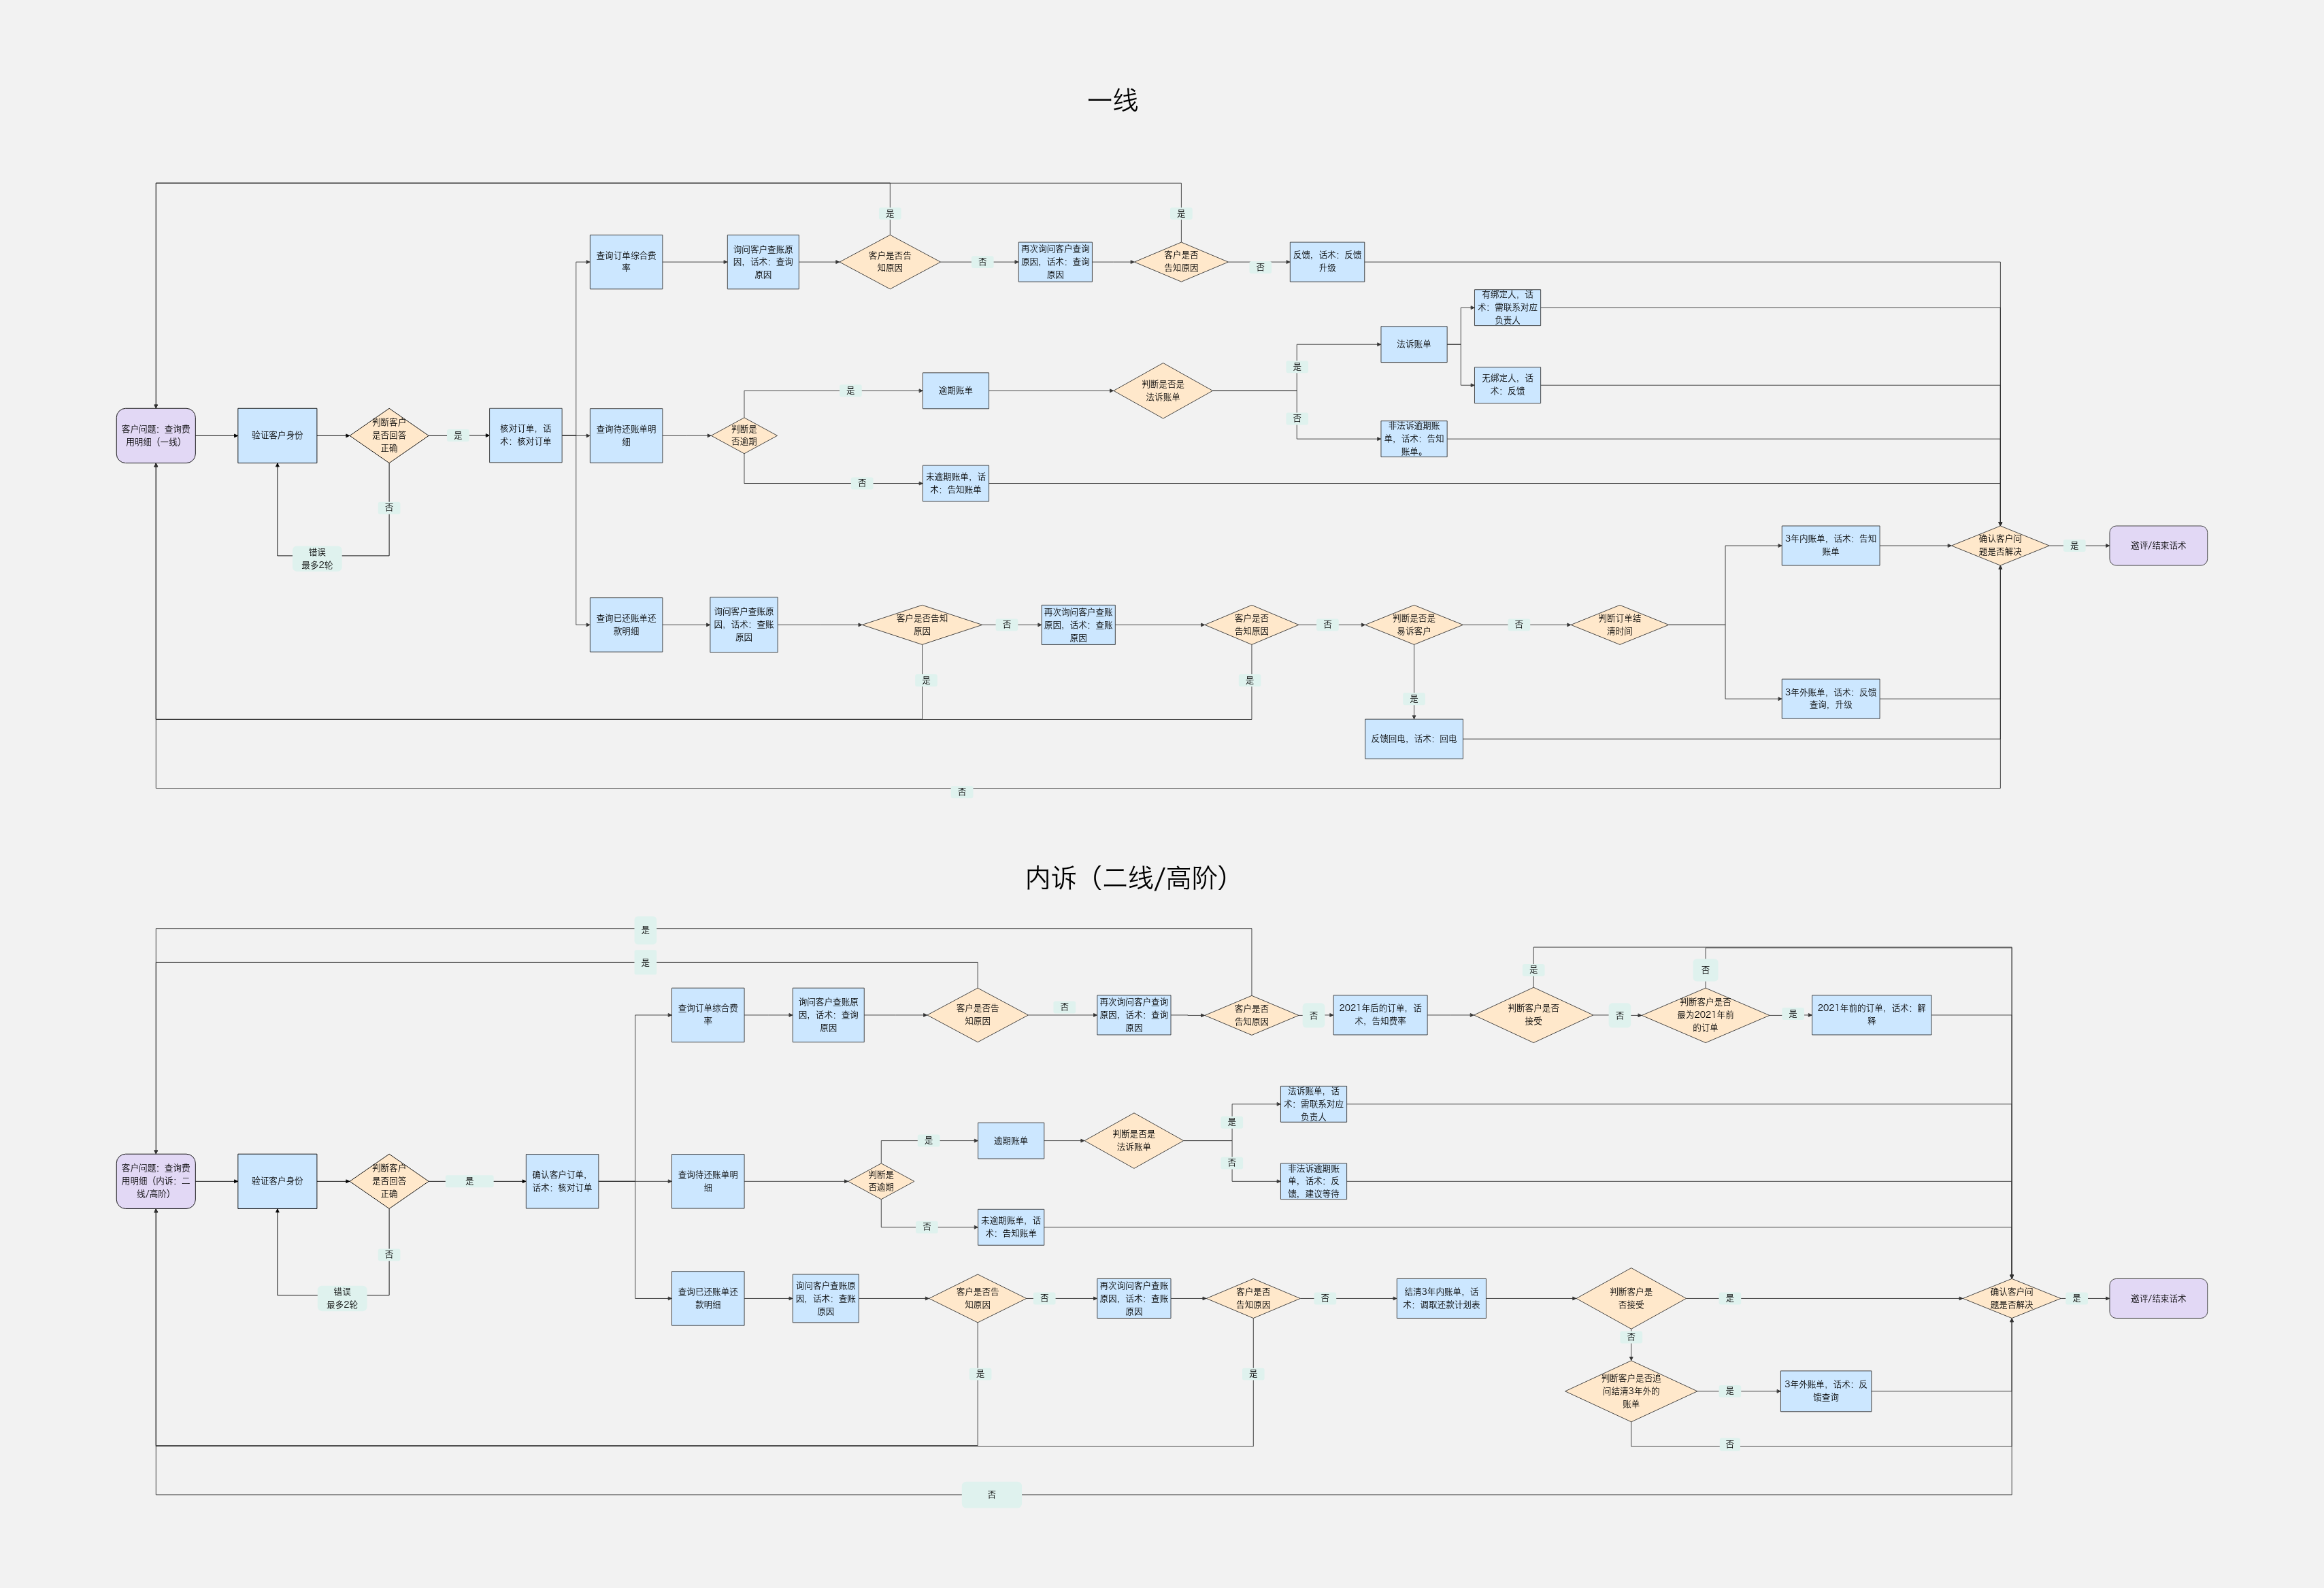 一线
是
是
查询订单综合费
率
询问客户查账原
因，话术：查询
原因
客户是否告
知原因
否
再次询问客户查询
原因，话术：查询
原因
客户是否
告知原因
否
反馈，话术：反馈
升级
有绑定人，话
术：需联系对应
负责人
法诉账单
无绑定人，话
术：反馈
是
逾期账单
判断是否是
法诉账单
是
否
非法诉逾期账
单，话术：告知
账单。
客户问题：查询费
用明细（一线）
验证客户身份
判断客户
是否回答
正确
是
核对订单，话
术：核对订单
查询待还账单明
细
判断是
否逾期
否
未逾期账单，话
术：告知账单
否
错误
最多2轮
3年内账单，话术：告知
账单
确认客户问
题是否解决
是
邀评/结束话术
查询已还账单还
款明细
询问客户查账原
因，话术：查账
原因
客户是否告知
原因
否
再次询问客户查账
原因，话术：查账
原因
客户是否
告知原因
否
判断是否是
易诉客户
否
判断订单结
清时间
是
是
是
3年外账单，话术：反馈
查询，升级
反馈回电，话术：回电
否
内诉（二线/高阶）
是
是
是
否
查询订单综合费
率
询问客户查账原
因，话术：查询
原因
客户是否告
知原因
否
再次询问客户查询
原因，话术：查询
原因
客户是否
告知原因
否
2021年后的订单，话
术，告知费率
判断客户是否
接受
否
判断客户是否
最为2021年前
的订单
是
2021年前的订单，话术：解
释
法诉账单，话
术：需联系对应
负责人
是
逾期账单
判断是否是
法诉账单
是
否
非法诉逾期账
单，话术：反
馈，建议等待
客户问题：查询费
用明细（内诉：二
线/高阶）
验证客户身份
判断客户
是否回答
正确
是
确认客户订单，
话术：核对订单
查询待还账单明
细
判断是
否逾期
否
未逾期账单，话
术：告知账单
否
错误
最多2轮
查询已还账单还
款明细
询问客户查账原
因，话术：查账
原因
客户是否告
知原因
否
再次询问客户查账
原因，话术：查账
原因
客户是否
告知原因
否
结清3年内账单，话
术：调取还款计划表
判断客户是
否接受
是
确认客户问
题是否解决
是
邀评/结束话术
否
是
是
判断客户是否追
问结清3年外的
账单
是
3年外账单，话术：反
馈查询
否
否